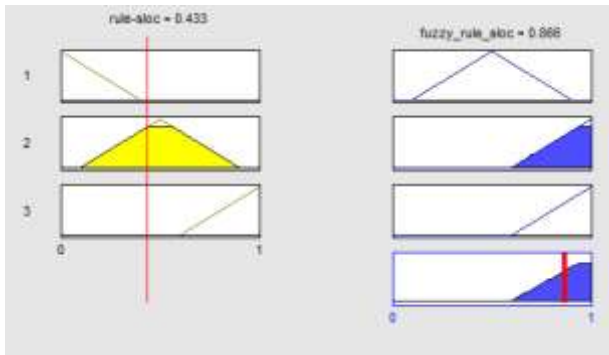 rule-aloc = 0.433
fuzzy_rule_aloc = 0.866
1
2
3
0 1
0 1